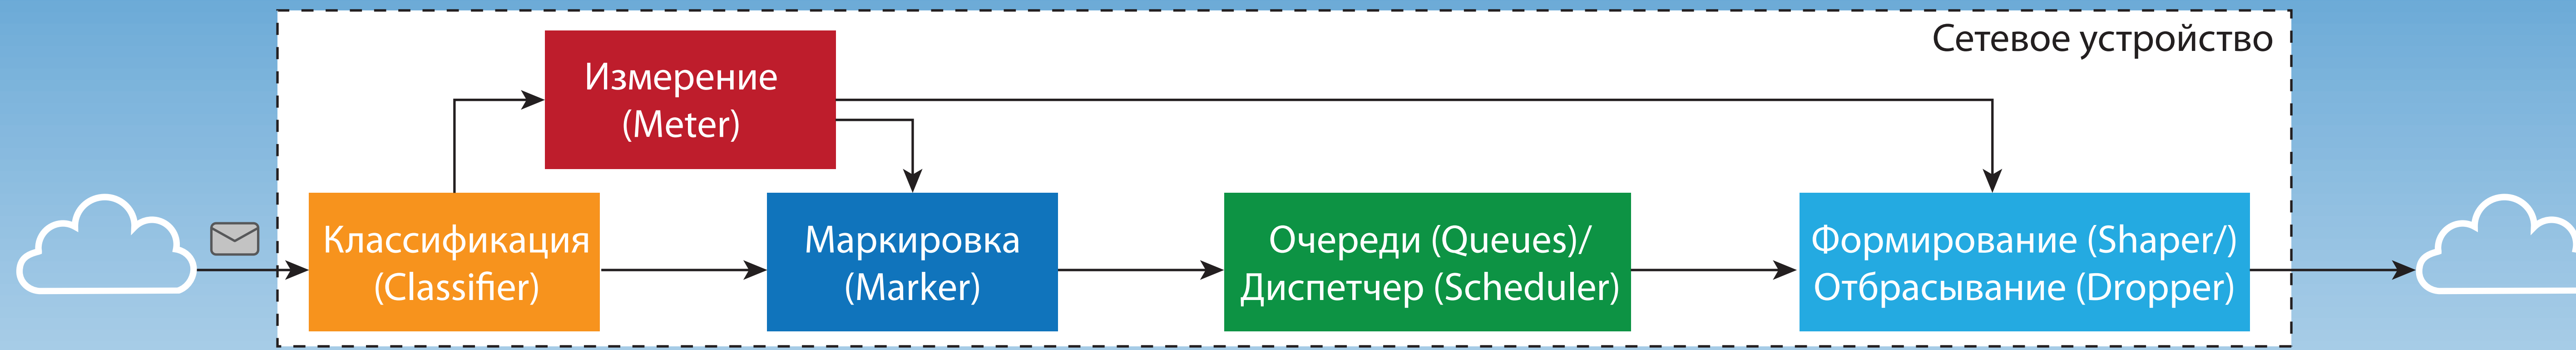 Сетевое устройство
Измерение
(Meter)
Классификация
(Classifier)
Маркировка
(Marker)
Очереди (Queues)/
Диспетчер (Scheduler)
Формирование (Shaper/)
Отбрасывание (Dropper)